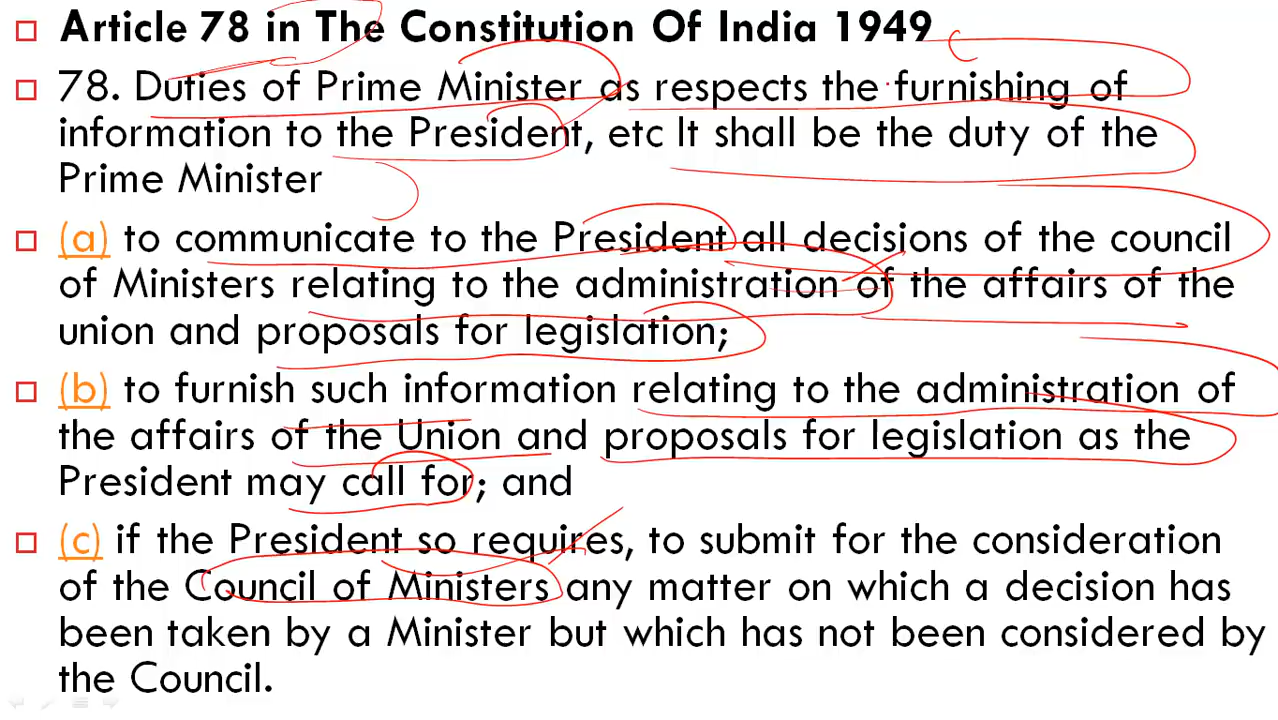 Article 78 in The Constitution Of India 1949
78. Duties of Prime Minister as respects the furnishing of
information to the President, etc It shall be the duty of the
Prime Minister
(a) to communicate to the President all decisions of the council
of Ministers relating to the administration of the affairs of the
union and proposals for legislation;
(b) to furnish such information relating to the administration of
the affairs of the Union and proposals for legislation as the
President may call for; and
(c) if the President so requires, to submit for the consideration
of the Council of Ministers any matter on which a decision has
been taken by a Minister but which has not been considered by
the Council.